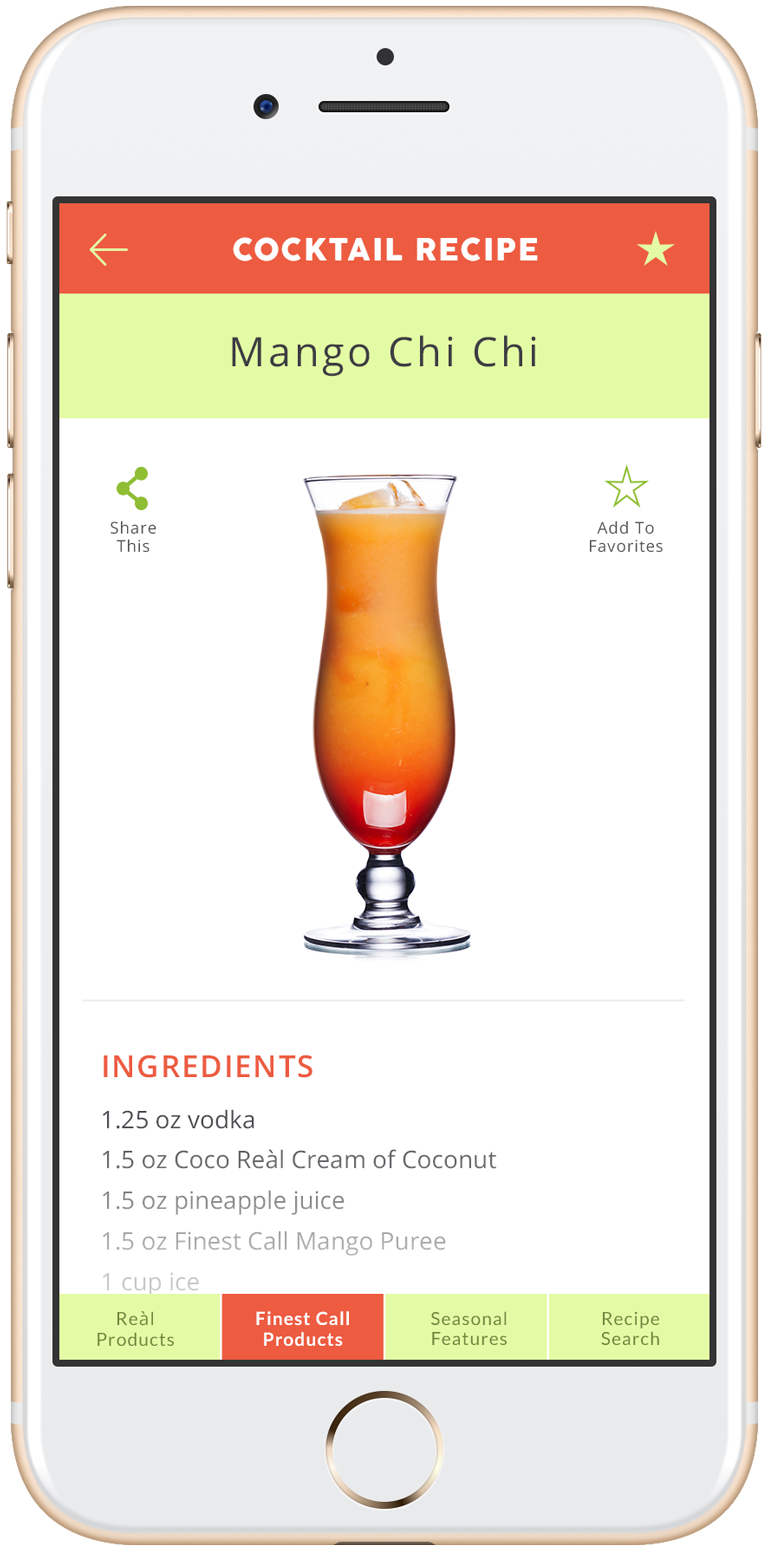 COCKTAIL RECIPE
Mango Chi Chi
Share
This
Add To
Favorites
INGREDIENTS
1.25 oz vodka
1.5 oz Coco Reàl Cream of Coconut
1.5 oz pineapple juice
1.5 oz Finest Call Mango Puree
1 cup ice
Reàl
Products
Finest Call
Products
Seasonal
Features
Recipe
Search